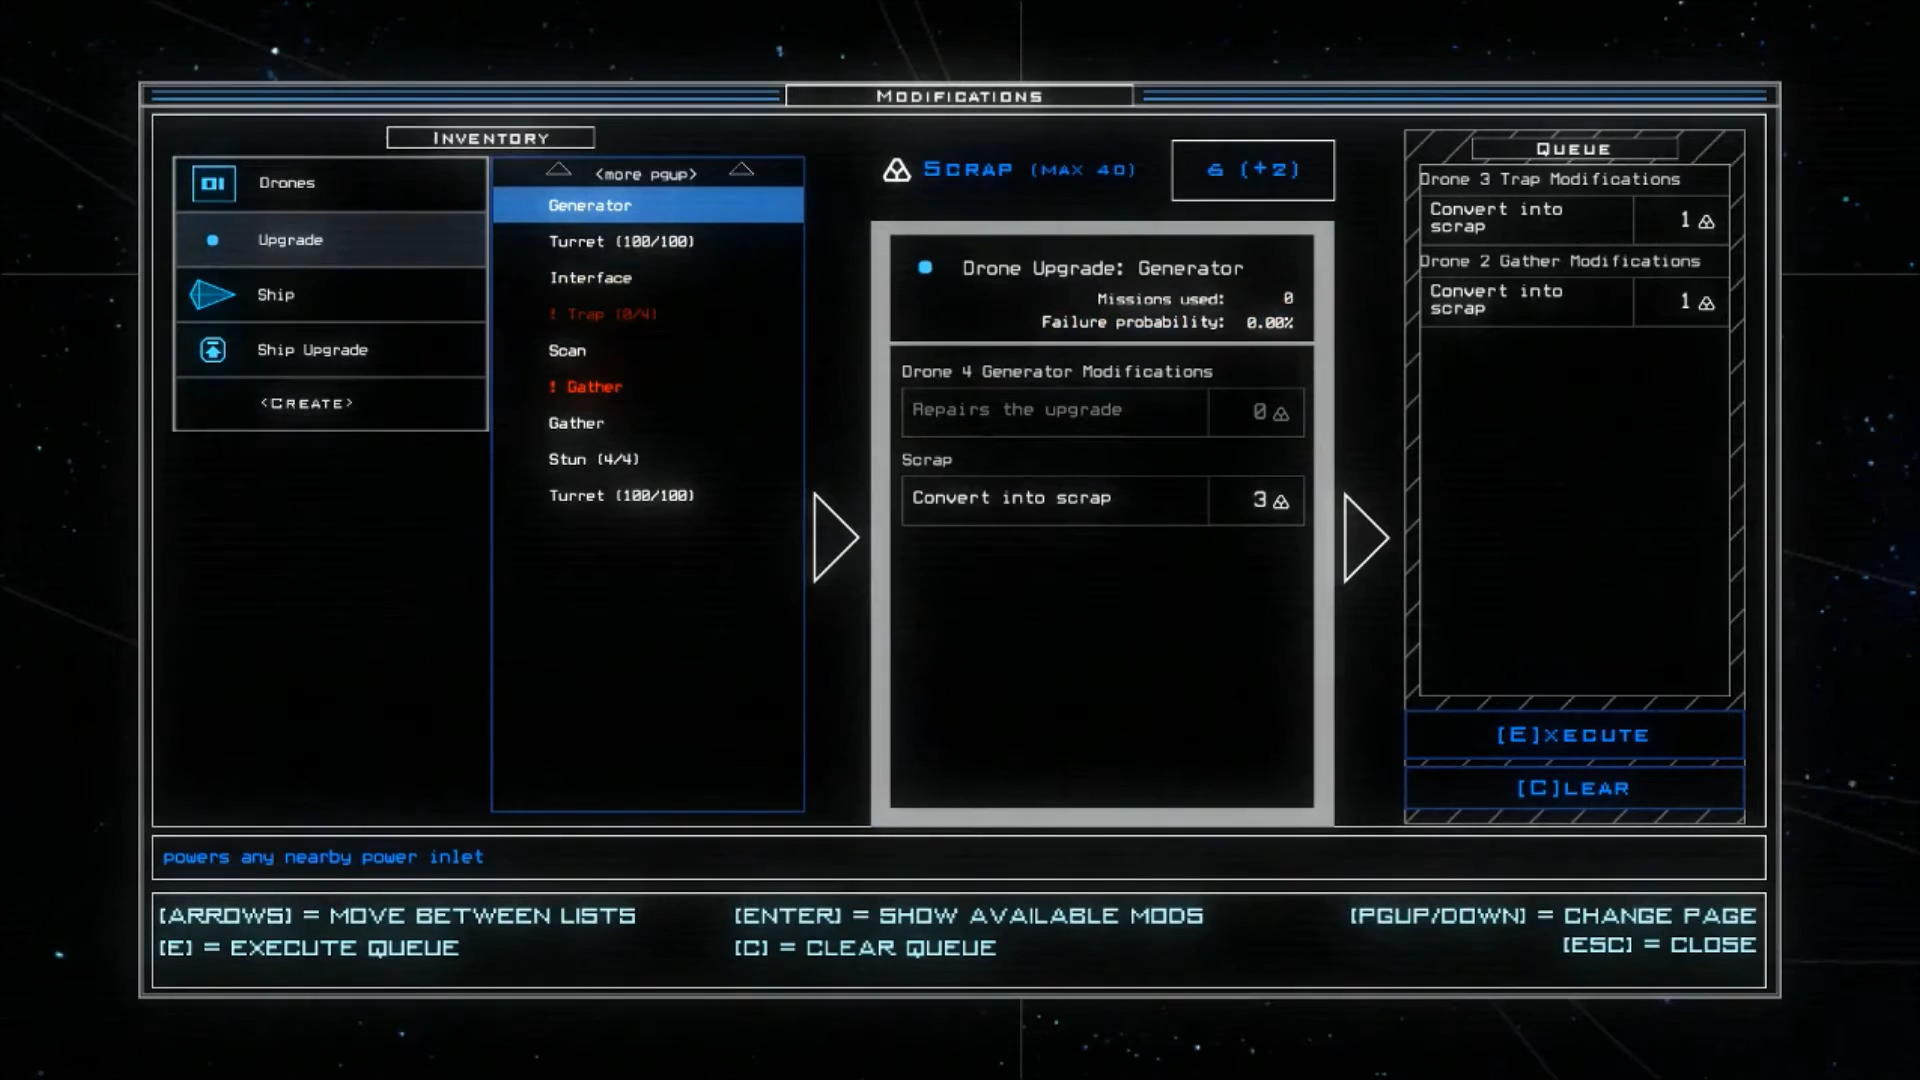 MODIFICATIONS
INVENTORY
Drones
Upgrade
Ship
Ship Upgrade
<CREATE>
<more pgup>
Generator
Turret (100/100)
Interface
! Trap (0/4)
Scan
! Gather
Gather
Stun (4/4)
Turret (100/100)
SCRAP (MAX 40)
6 (+2)
Drone Upgrade: Generator
Missions used: 0
Failure probability: 0.00%
Drone 4 Generator Modifications
Repairs the upgrade 0
Scrap
Convert into scrap 3
QUEUE
Drone 3 Trap Modifications
Convert into
scrap 1
Drone 2 Gather Modifications
Convert into
scrap 1
[E]XECUTE
[C]LEAR
powers any nearby power inlet
[ARROWS] = MOVE BETWEEN LISTS
[ENTER] = SHOW AVAILABLE MODS
[PGUP/DOWN] = CHANGE PAGE
[E] = EXECUTE QUEUE
[C] = CLEAR QUEUE
[ESC] = CLOSE